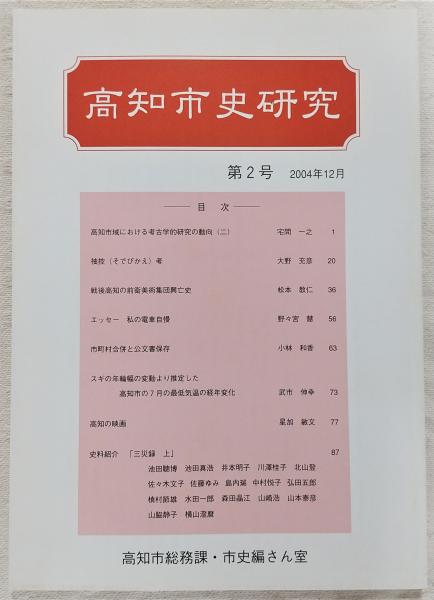 高知市史研究
第2号 2004年12月
目 次
高知市域における考古学的研究の動向（二） 宅間 一之 1
袖控（そでびかえ）考 大野 充彦 20
戦後高知の前衛美術集団興亡史 松本 教仁 36
エッセー 私の電車自慢 野々宮 慧 56
市町村合併と公文書保存 小林 和香 63
スギの年輪幅の変動より推定した
高知市の7月の最低気温の経年変化 武市 伸幸 73
高知の映画 星加 敏文 77
史料紹介 「三災録 上」 87
池田聰博 池田真浩 井本明子 川澤桂子 北山登
佐々木文子 佐藤ゆみ 島内瑞 中村悦子 弘田五郎
槙村節雄 水田一郎 森田晶江 山崎浩 山本泰彦
山脇静子 横山澄麿
高知市総務課・市史編さん室